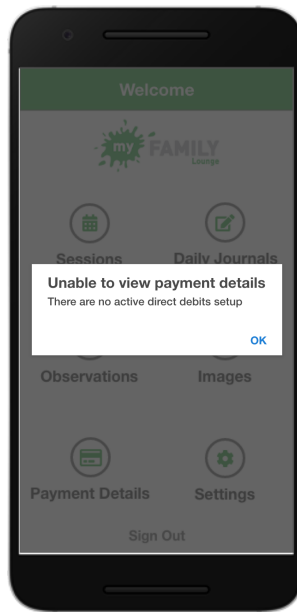 Welcome
my FAMILY
Lounge
Sessions Daily Journals
Unable to view payment details
There are no active direct debits setup
OK
Observations Images
Payment Details Settings
Sign Out